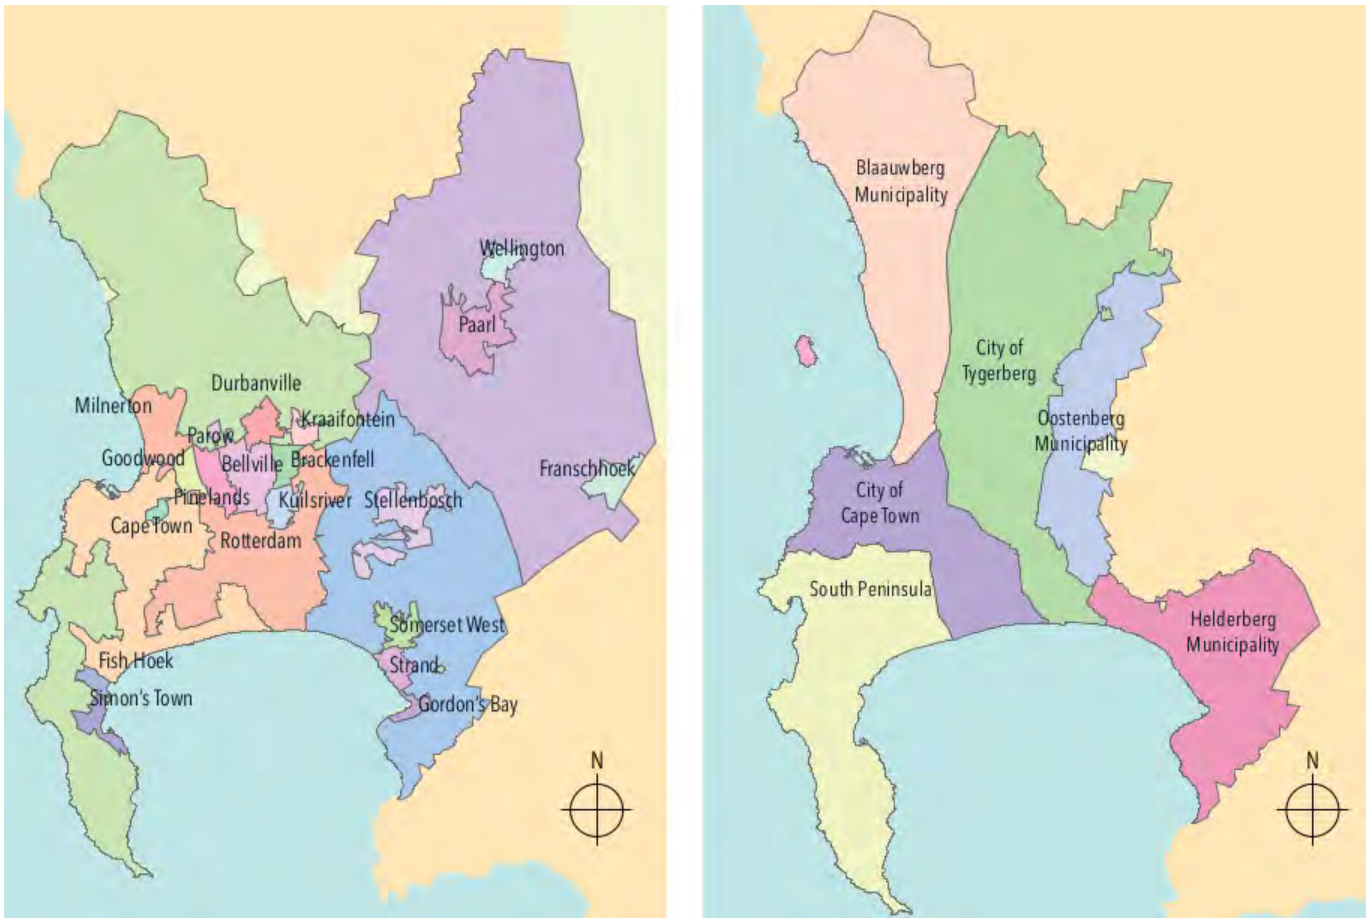 Wellington
Paarl
Durbanville
Milnerton
Kraaifontein
Parow
Goodwood
Bellville
Brackenfell
Franschhoek
Pinelands
Kuilsriver
Stellenbosch
Cape Town
Rotterdam
Somerset West
Fish Hoek
Strand
Simon's Town
Gordon's Bay
N
Blaauwberg
Municipality
City of
Tygerberg
Oostenberg
Municipality
City of
Cape Town
South Peninsula
Helderberg
Municipality
N